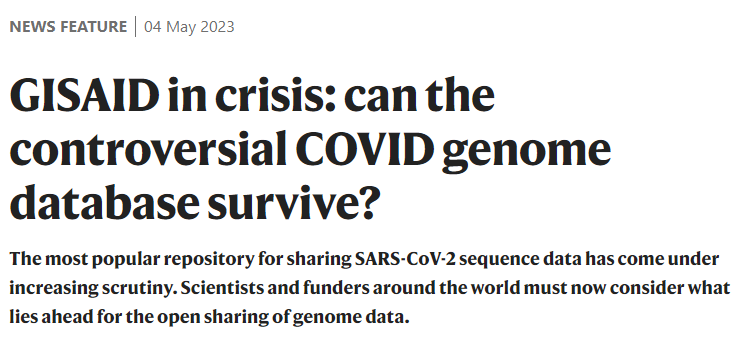 NEWS FEATURE | 04 May 2023
GISAID in crisis: can the
controversial COVID genome
database survive?
The most popular repository for sharing SARS-CoV-2 sequence data has come under
increasing scrutiny. Scientists and funders around the world must now consider what
lies ahead for the open sharing of genome data.